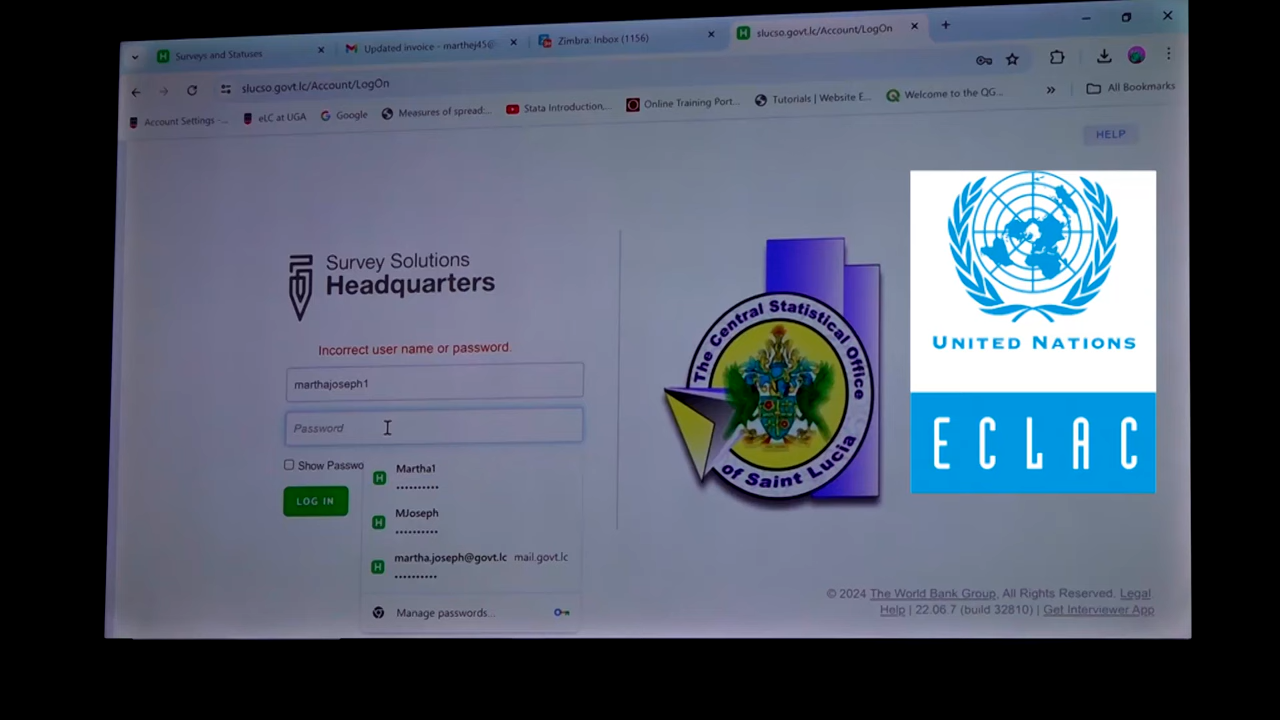 Surveys and Statuses
Updated invoice - marthej45@
Zimbra: Inbox (1156)
slucso.govt.lc/Account/LogOn
slucso.govt.lc/Account/LogOn
Account Settings -...
eLC at UGA
Google
Measures of spread:...
Stata Introduction,...
Online Training Port...
Tutorials | Website E...
Welcome to the QG...
»
All Bookmarks
HELP
Survey Solutions
Headquarters
Incorrect user name or password.
marthajoseph1
Password
Show Passwo
LOG IN
Martha1
••••••••••
MJoseph
••••••••••
martha.joseph@govt.lc mail.govt.lc
••••••••••
Manage passwords...
The Central Statistical Office
of Saint Lucia
UNITED NATIONS
ECLAC
© 2024 The World Bank Group, All Rights Reserved. Legal
Help | 22.06.7 (build 32810) | Get Interviewer App